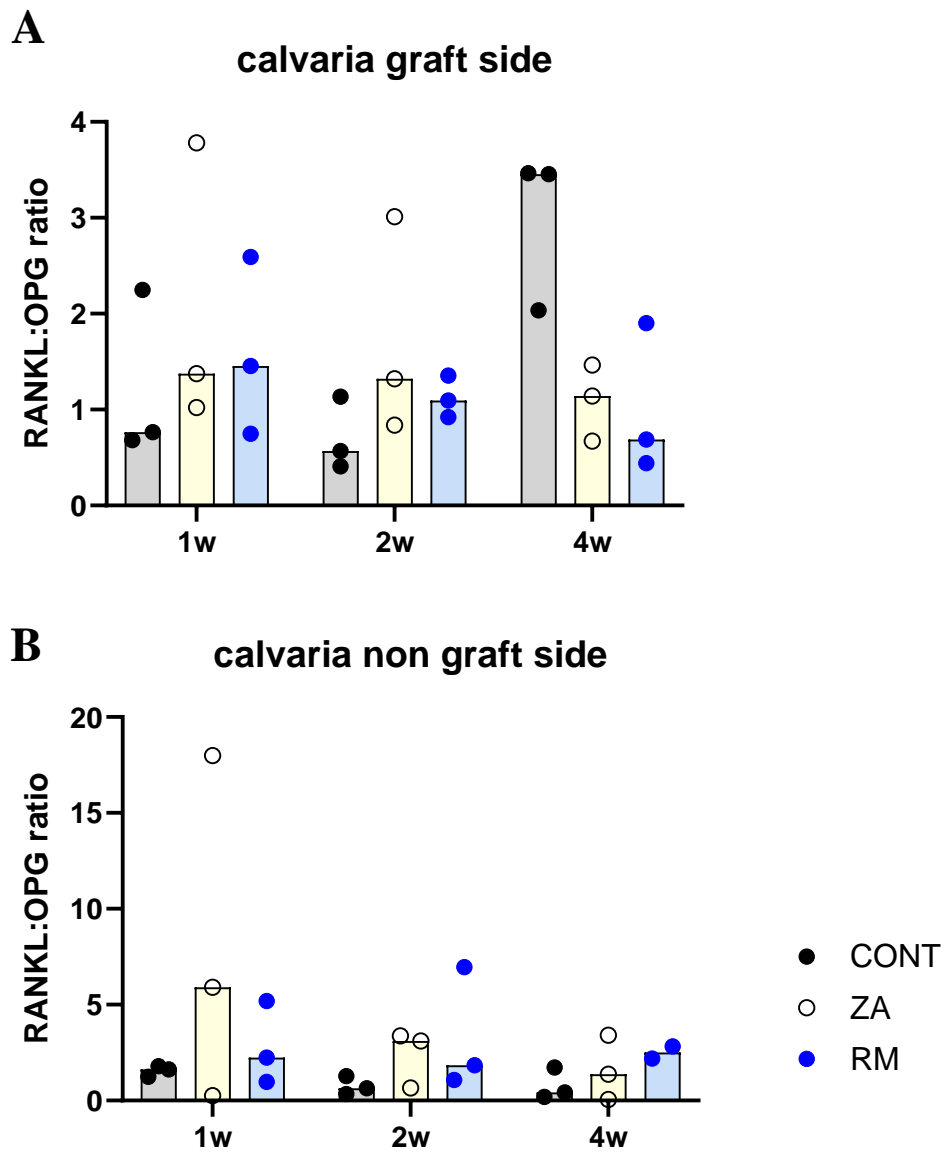 A
calvaria graft side
RANKL:OPG ratio
4
3
2
1
0
1w 2w 4w
B
calvaria non graft side
RANKL:OPG ratio
20
15
10
5
0
1w 2w 4w
CONT
ZA
RM